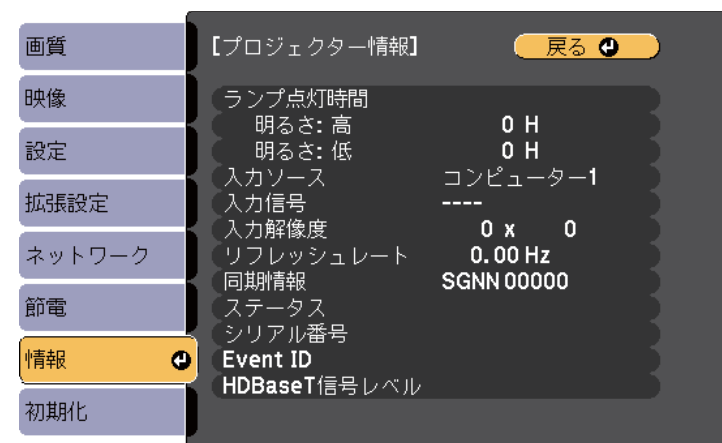 画質
映像
設定
拡張設定
ネットワーク
節電
情報
初期化
【プロジェクター情報】 戻る
ランプ点灯時間
明るさ: 高 0 H
明るさ: 低 0 H
入力ソース コンピューター1
入力信号 ----
入力解像度 0 x 0
リフレッシュレート 0.00 Hz
同期情報 SGNN 00000
ステータス
シリアル番号
Event ID
HDBaseT信号レベル